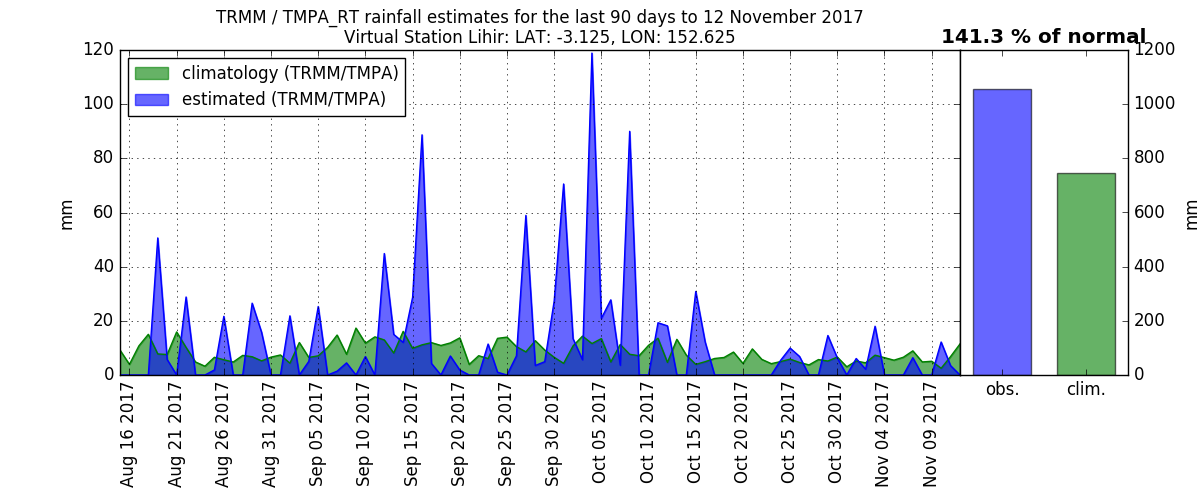 TRMM / TMPA_RT rainfall estimates for the last 90 days to 12 November 2017
Virtual Station Lihir: LAT: -3.125, LON: 152.625
141.3 % of normal
climatology (TRMM/TMPA)
estimated (TRMM/TMPA)
mm
120
100
80
60
40
20
0
Aug 16 2017
Aug 21 2017
Aug 26 2017
Aug 31 2017
Sep 05 2017
Sep 10 2017
Sep 15 2017
Sep 20 2017
Sep 25 2017
Sep 30 2017
Oct 05 2017
Oct 10 2017
Oct 15 2017
Oct 20 2017
Oct 25 2017
Oct 30 2017
Nov 04 2017
Nov 09 2017
obs.
clim.
1200
1000
800
600
400
200
0
mm